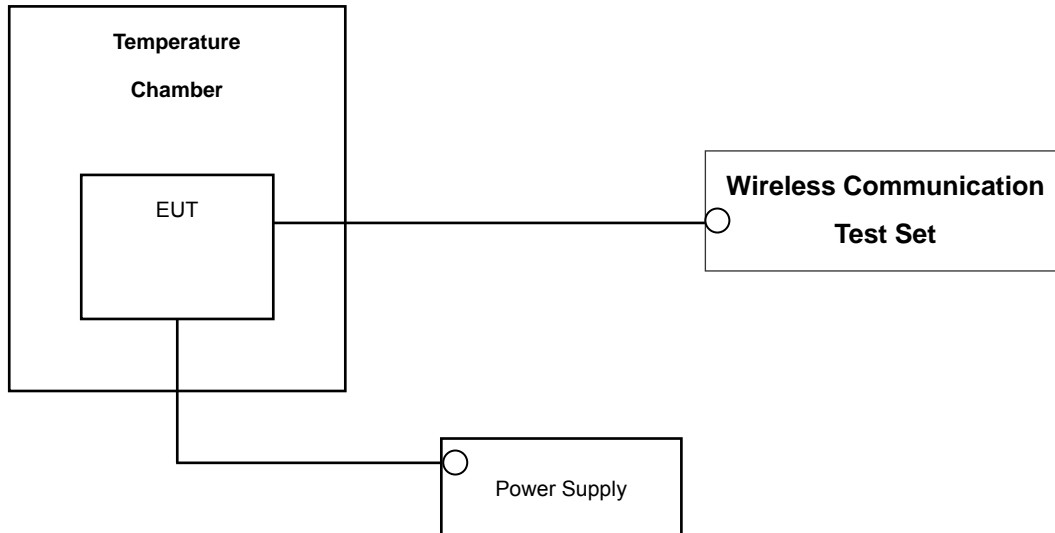 Temperature
Chamber
EUT
Wireless Communication
Test Set
Power Supply